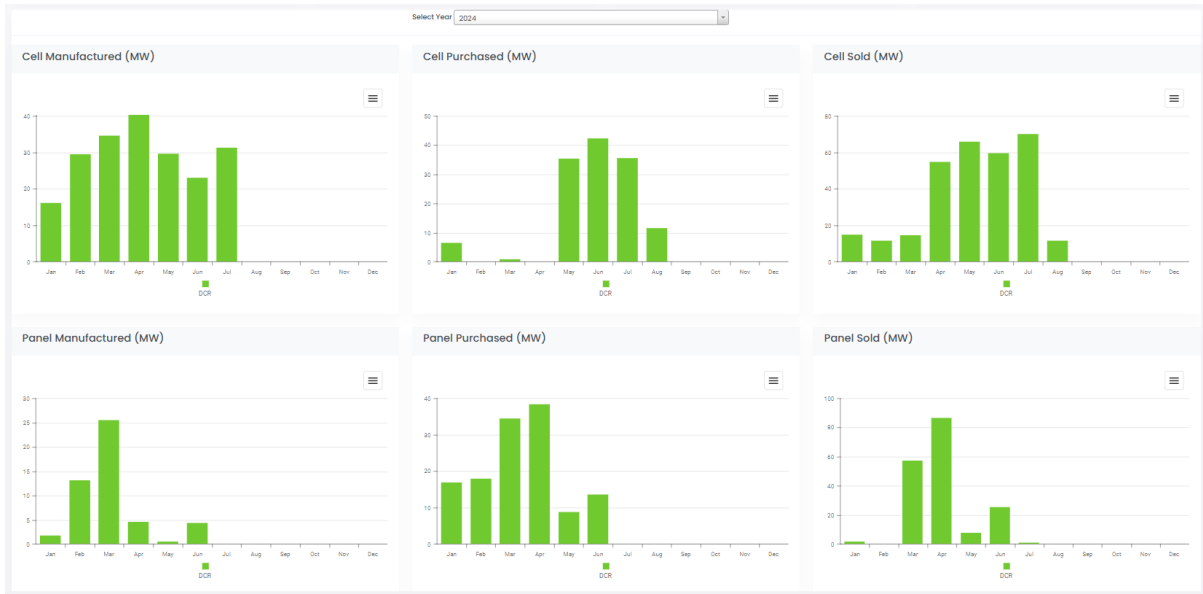 Select Year 2024
Cell Manufactured (MW)
40
30
20
10
0
Jan Feb Mar Apr May Jun Jul Aug Sep Oct Nov Dec
DCR
Cell Purchased (MW)
50
40
30
20
10
0
Jan Feb Mar Apr May Jun Jul Aug Sep Oct Nov Dec
DCR
Cell Sold (MW)
80
60
40
20
0
Jan Feb Mar Apr May Jun Jul Aug Sep Oct Nov Dec
DCR
Panel Manufactured (MW)
30
25
20
15
10
5
0
Jan Feb Mar Apr May Jun Jul Aug Sep Oct Nov Dec
DCR
Panel Purchased (MW)
40
30
20
10
0
Jan Feb Mar Apr May Jun Jul Aug Sep Oct Nov Dec
DCR
Panel Sold (MW)
100
80
60
40
20
0
Jan Feb Mar Apr May Jun Jul Aug Sep Oct Nov Dec
DCR